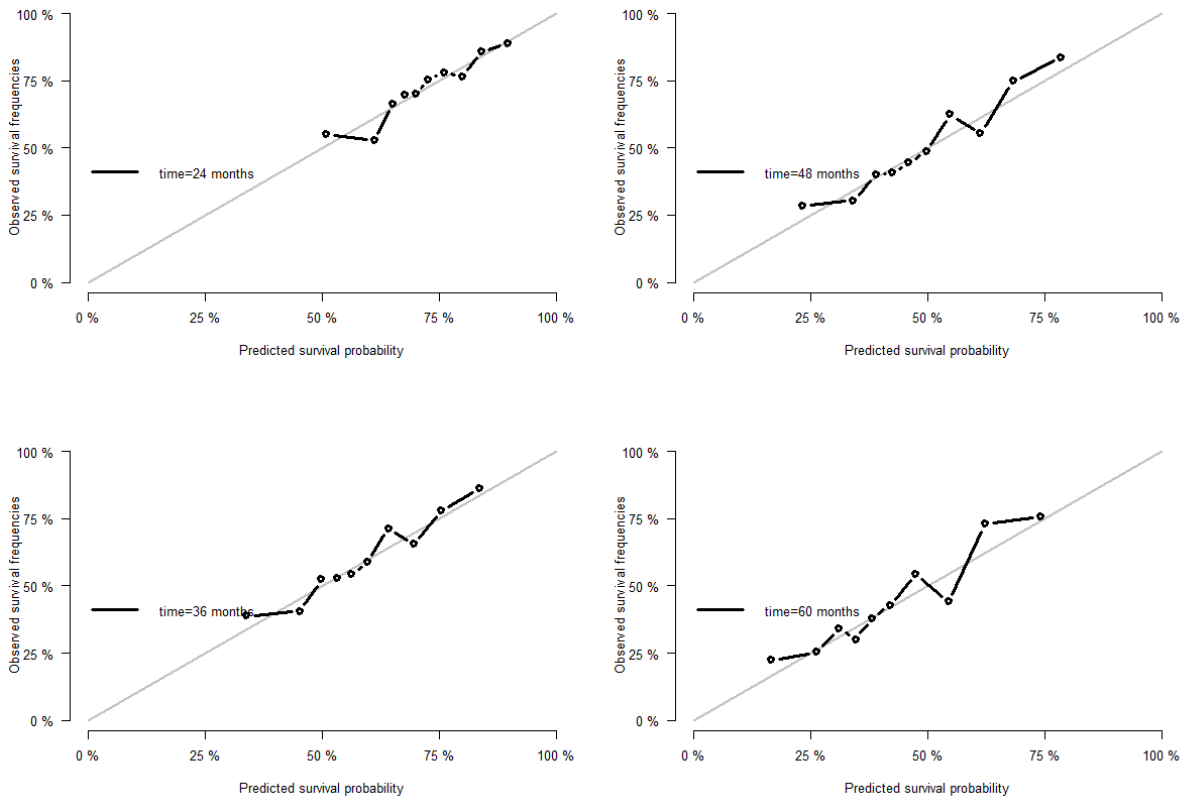 100 %
75 %
50 %
25 %
0 %
Observed survival frequencies
time=24 months
0 % 25 % 50 % 75 % 100 %
Predicted survival probability
100 %
75 %
50 %
25 %
0 %
Observed survival frequencies
time=48 months
0 % 25 % 50 % 75 % 100 %
Predicted survival probability
100 %
75 %
50 %
25 %
0 %
Observed survival frequencies
time=36 months
0 % 25 % 50 % 75 % 100 %
Predicted survival probability
100 %
75 %
50 %
25 %
0 %
Observed survival frequencies
time=60 months
0 % 25 % 50 % 75 % 100 %
Predicted survival probability